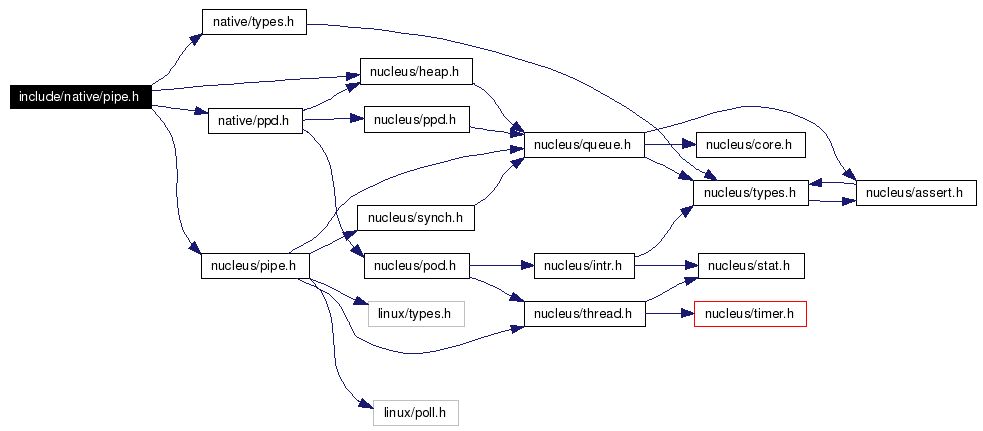 native/types.h
nucleus/heap.h
include/native/pipe.h
native/ppd.h
nucleus/ppd.h
nucleus/queue.h
nucleus/core.h
nucleus/types.h
nucleus/assert.h
nucleus/synch.h
nucleus/pipe.h
nucleus/pod.h
nucleus/intr.h
nucleus/stat.h
linux/types.h
nucleus/thread.h
nucleus/timer.h
linux/poll.h